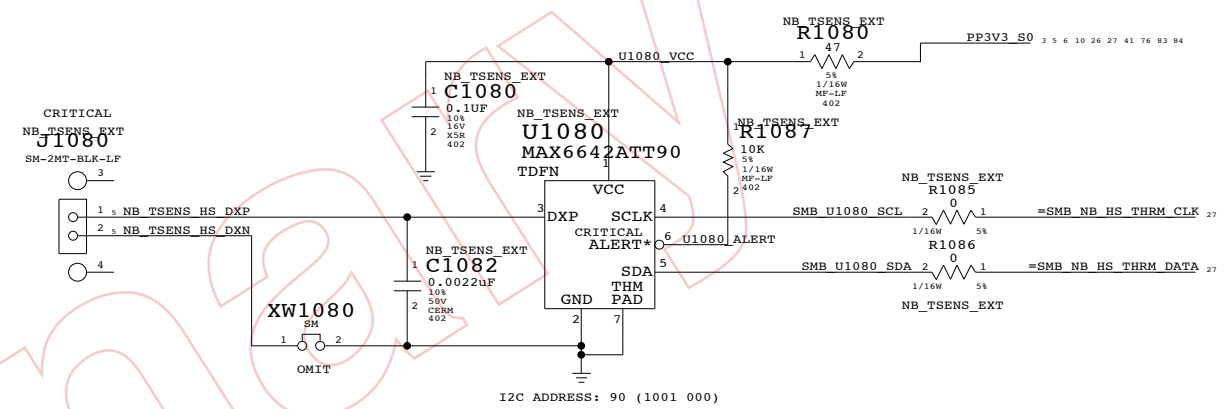 NB_TSENS_EXT
R1080
47
1 2
5%
1/16W
MF-LF
402
PP3V3_S0 3 5 6 10 26 27 41 76 83 84
U1080_VCC
NB_TSENS_EXT
C1080
1
0.1UF
10%
16V
X5R
402
2
NB_TSENS_EXT
U1080
MAX6642ATT90
TDFN
1
NB_TSENS_EXT
R1087
1
10K
5%
1/16W
MF-LF
402
2
CRITICAL
NB_TSENS_EXT
J1080
SM-2MT-BLK-LF
3
1 5 NB_TSENS_HS_DXP
2 5 NB_TSENS_HS_DXN
4
VCC
3 DXP
SCLK 4
CRITICAL
ALERT* 6 U1080_ALERT
SDA 5
THM
PAD
GND
2
7
NB_TSENS_EXT
R1085
0
SMB_U1080_SCL 2 1 =SMB_NB_HS_THRM_CLK 27
1/16W 5%
R1086
0
SMB_U1080_SDA 2 1 =SMB_NB_HS_THRM_DATA 27
1/16W 5%
NB_TSENS_EXT
NB_TSENS_EXT
1
C1082
0.0022uF
10%
50V
CERM
402
2
XW1080
SM
1 2
OMIT
I2C ADDRESS: 90 (1001 000)